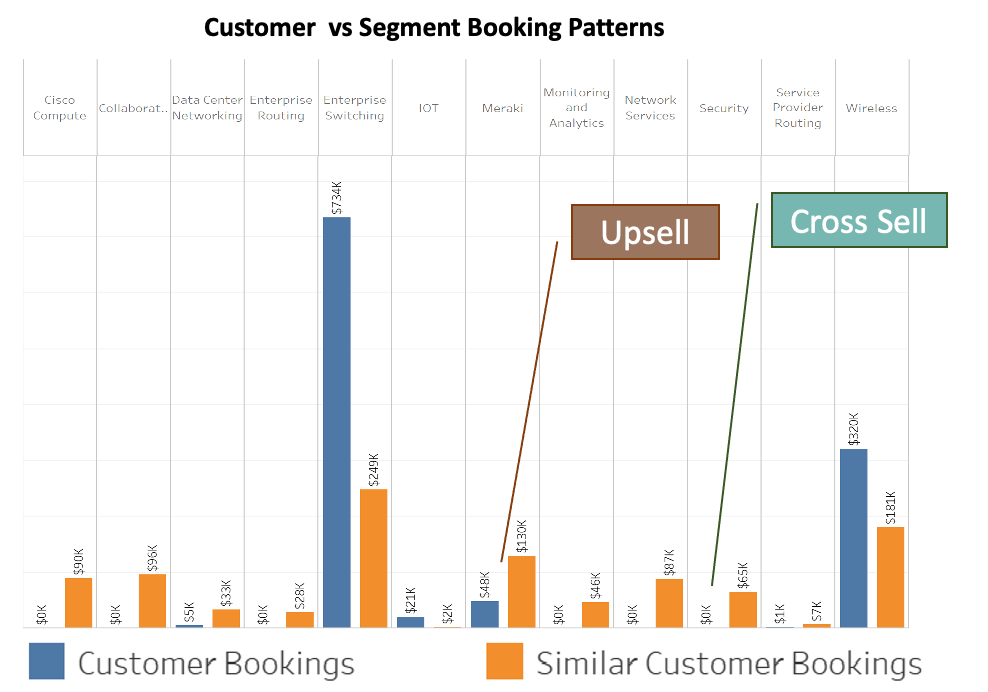 Customer  vs Segment Booking Patterns
Cisco
Compute
Collaborat..
Data Center
Networking
Enterprise
Routing
Enterprise
Switching
IOT
Meraki
Monitoring
and
Analytics
Network
Services
Security
Service
Provider
Routing
Wireless
Upsell
Cross Sell
$0K
$90K
$0K
$96K
$5K
$33K
$0K
$28K
$734K
$249K
$21K
$2K
$48K
$130K
$0K
$46K
$0K
$87K
$0K
$65K
$1K
$7K
$320K
$181K
Customer Bookings
Similar Customer Bookings